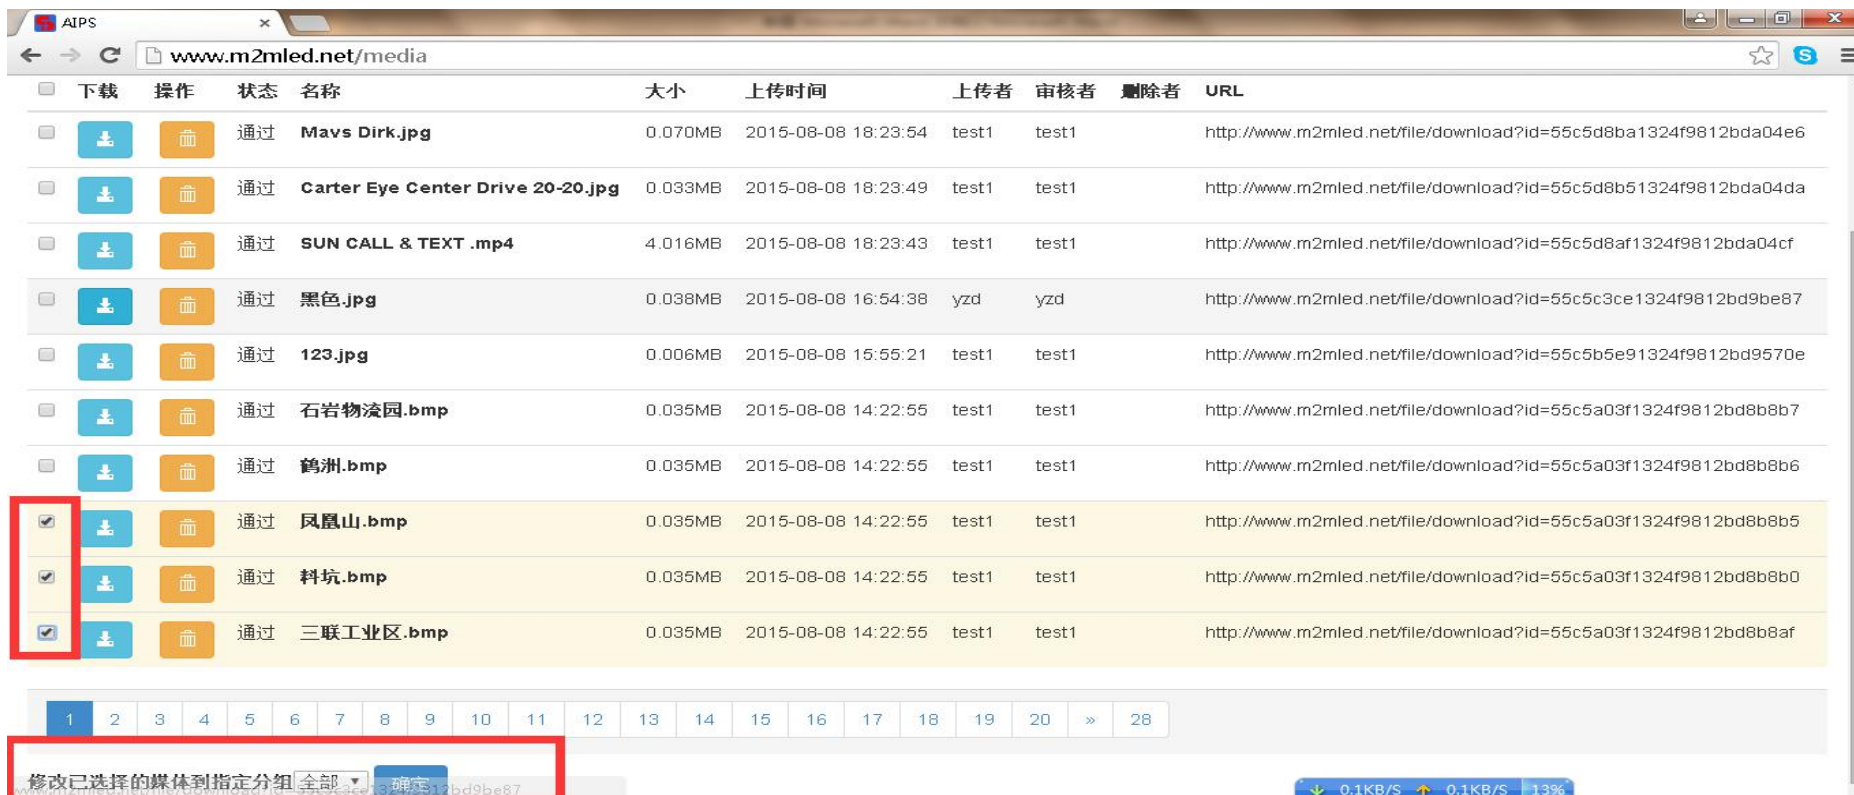 AIPS
www.m2mled.net/media
下载 操作 状态 名称 大小 上传时间 上传者 审核者 删除者 URL
通过 Mavs Dirk.jpg 0.070MB 2015-08-08 18:23:54 test1 test1 http://www.m2mled.net/file/download?id=55c5d8ba1324f9812bda04e6
通过 Carter Eye Center Drive 20-20.jpg 0.033MB 2015-08-08 18:23:49 test1 test1 http://www.m2mled.net/file/download?id=55c5d8b51324f9812bda04da
通过 SUN CALL & TEXT .mp4 4.016MB 2015-08-08 18:23:43 test1 test1 http://www.m2mled.net/file/download?id=55c5d8af1324f9812bda04cf
通过 黑色.jpg 0.038MB 2015-08-08 16:54:38 yzd yzd http://www.m2mled.net/file/download?id=55c5c3ce1324f9812bd9be87
通过 123.jpg 0.006MB 2015-08-08 15:55:21 test1 test1 http://www.m2mled.net/file/download?id=55c5b5e91324f9812bd9570e
通过 石岩物流园.bmp 0.035MB 2015-08-08 14:22:55 test1 test1 http://www.m2mled.net/file/download?id=55c5a03f1324f9812bd8b8b7
通过 鹤洲.bmp 0.035MB 2015-08-08 14:22:55 test1 test1 http://www.m2mled.net/file/download?id=55c5a03f1324f9812bd8b8b6
通过 凤凰山.bmp 0.035MB 2015-08-08 14:22:55 test1 test1 http://www.m2mled.net/file/download?id=55c5a03f1324f9812bd8b8b5
通过 料坑.bmp 0.035MB 2015-08-08 14:22:55 test1 test1 http://www.m2mled.net/file/download?id=55c5a03f1324f9812bd8b8b0
通过 三联工业区.bmp 0.035MB 2015-08-08 14:22:55 test1 test1 http://www.m2mled.net/file/download?id=55c5a03f1324f9812bd8b8af
1 2 3 4 5 6 7 8 9 10 11 12 13 14 15 16 17 18 19 20 » 28
修改已选择的媒体到指定分组 全部 确定
www.m2mled.net/file/download?id=55c5c3ce1324f9812bd9be87
0.1KB/S 0.1KB/S 13%